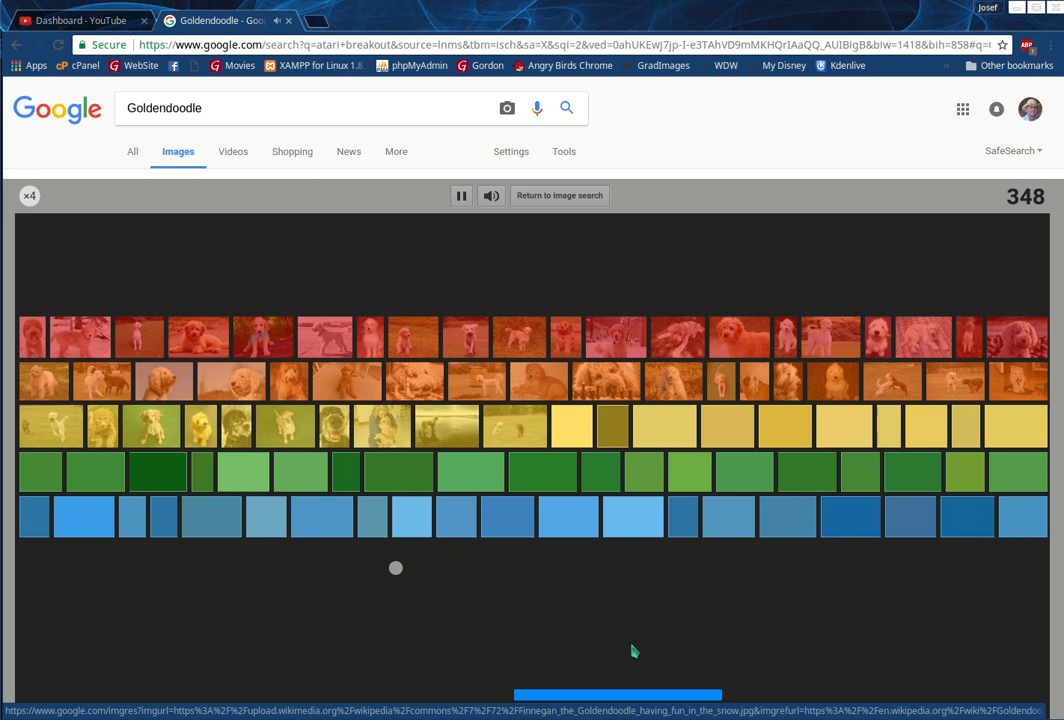 Josef
Dashboard - YouTube
Goldendoodle - Goo
Secure
https://www.google.com/search?q=atari+breakout&source=lnms&tbm=isch&sa=X&sqi=2&ved=0ahUKEwj7jp-I-e3TAhVD9mMKHQrIAaQQ_AUIBigB&biw=1418&bih=858#q=
ABP
Apps cPanel WebSite Movies XAMPP for Linux 1.8. phpMyAdmin Gordon Angry Birds Chrome GradImages WDW My Disney Kdenlive » Other bookmarks
Google
Goldendoodle
All Images Videos Shopping News More Settings Tools SafeSearch
×4
Return to image search
348
https://www.google.com/imgres?imgurl=https%3A%2F%2Fupload.wikimedia.org%2Fwikipedia%2Fcommons%2F7%2F72%2FFinnegan_the_Goldendoodle_having_fun_in_the_snow.jpg&imgrefurl=https%3A%2F%2Fen.wikipedia.org%2Fwiki%2FGoldendoo